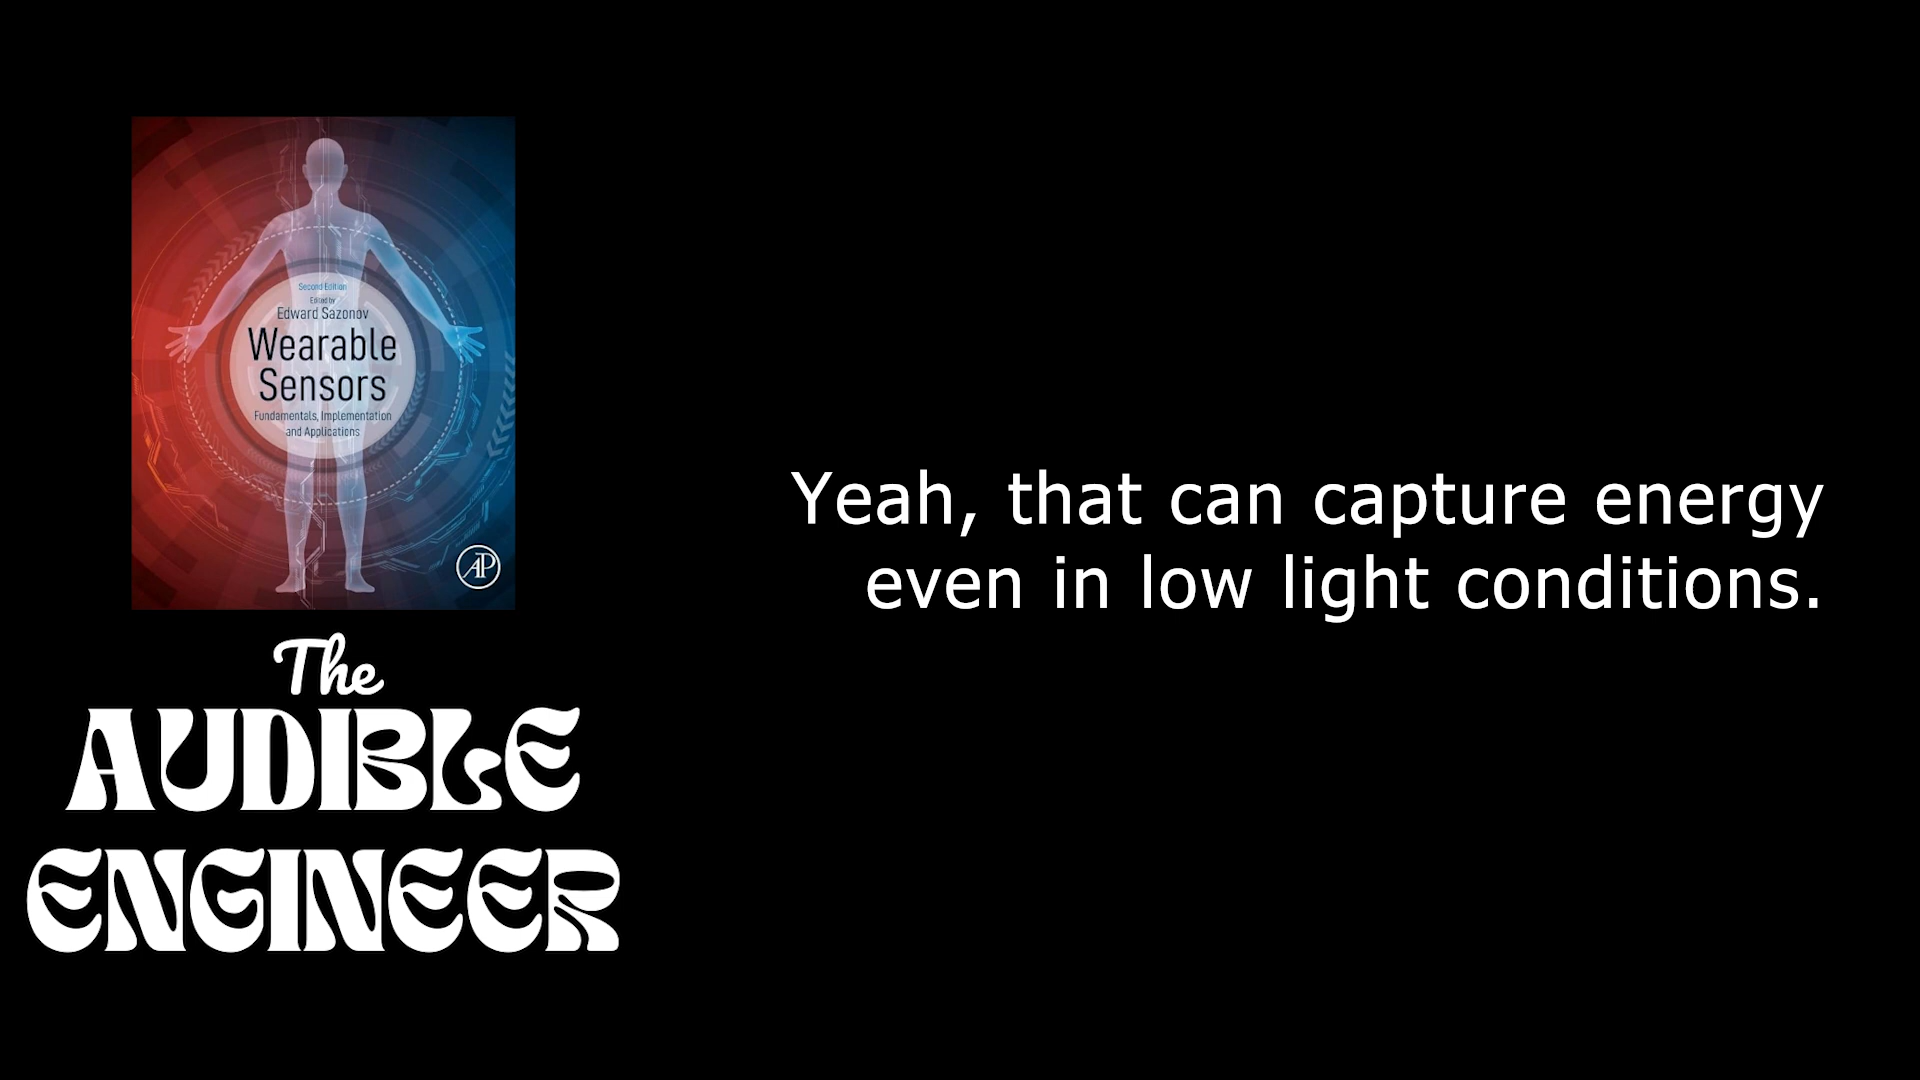 Second Edition
Edited by
Edward Sazonov
Wearable
Sensors
Fundamentals, Implementation
and Applications
AP
The
AUDIBLE
ENGINEER
Yeah, that can capture energy
even in low light conditions.